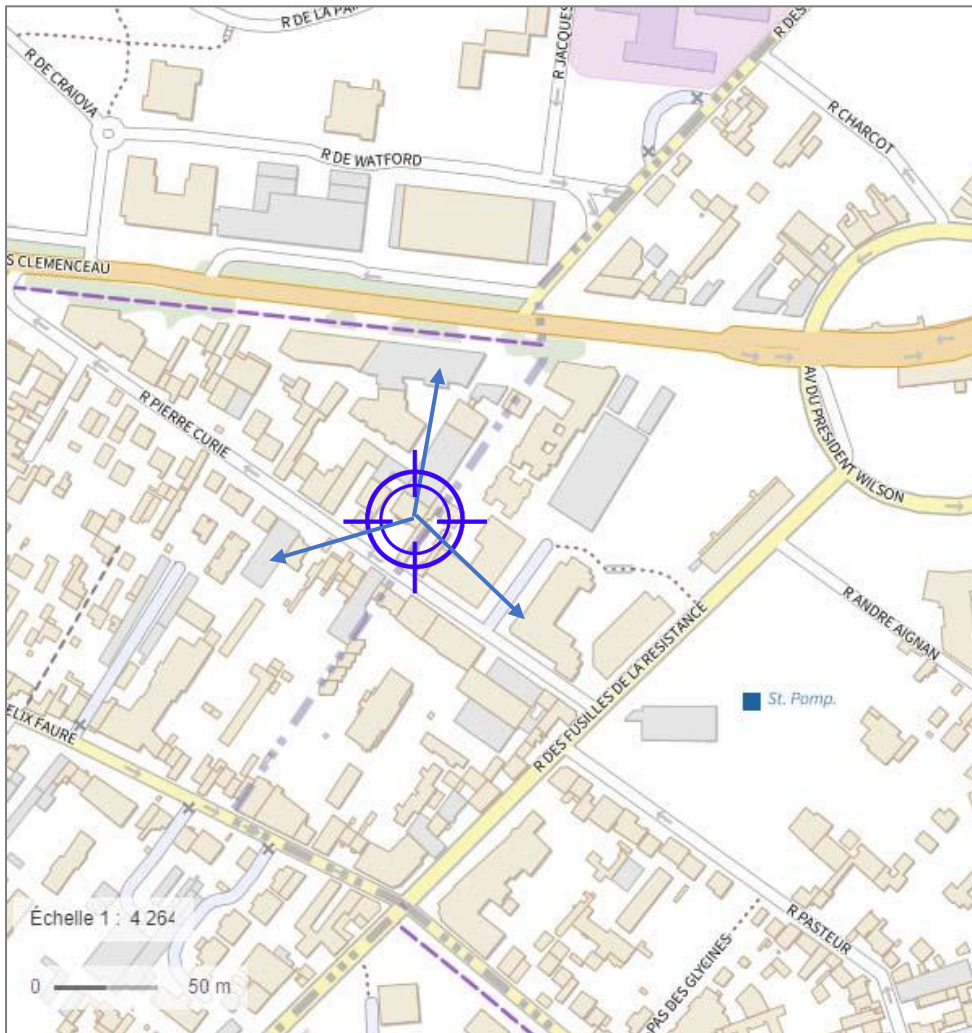 R DE LA PAI
R DES
R DE CRAIOVA
R JACQUES
R CHARCOT
R DE WATFORD
S CLEMENCEAU
AV DU PRESIDENT WILSON
R PIERRE CURIE
R ANDRE AIGNAN
R DES FUSILLES DE LA RESISTANCE
St. Pomp.
ELIX FAURE
R PASTEUR
PAS DES GLYCINES
Échelle 1 : 4 264
0 50 m